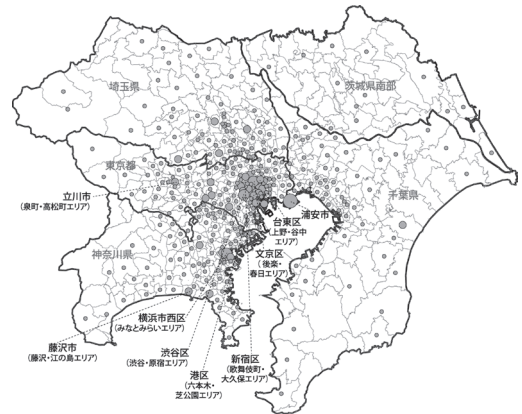 埼玉県
茨城県南部
東京都
立川市
(泉町・高松町エリア)
千葉県
浦安市
台東区
(上野・谷中
エリア)
神奈川県
文京区
(後楽・
春日エリア)
横浜市西区
(みなとみらいエリア)
藤沢市
(藤沢・江の島エリア)
渋谷区
(渋谷・原宿エリア)
港区
(六本木・
芝公園エリア)
新宿区
(歌舞伎町・
大久保エリア)